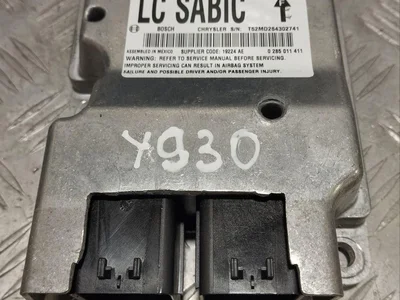 LC SABIC
BOSCH CHRYSLER S/N T62MD254302741
ASSEMBLED IN MEXICO SUPPLIER CODE: 19224 AE 0 285 011 411
WARNING: REFER TO SERVICE MANUAL BEFORE SERVICING.
IMPROPER SERVICING CAN RESULT IN AIRBAG SYSTEM
FAILURE AND POSSIBLE DRIVER AND/OR PASSENGER INJURY.
Y930